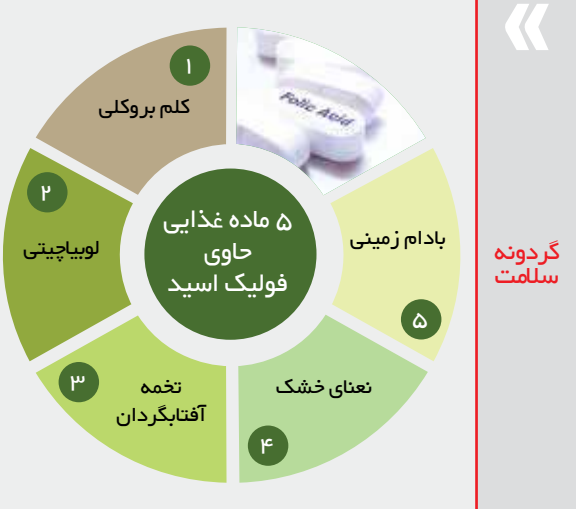 »
گردونه
سلامت
۵ ماده غذایی
حاوی
فولیک اسید
Folic Acid
۱
کلم بروکلی
۲
لوبیاچیتی
۳
تخمه
آفتابگردان
نعنای خشک
۴
بادام زمینی
۵